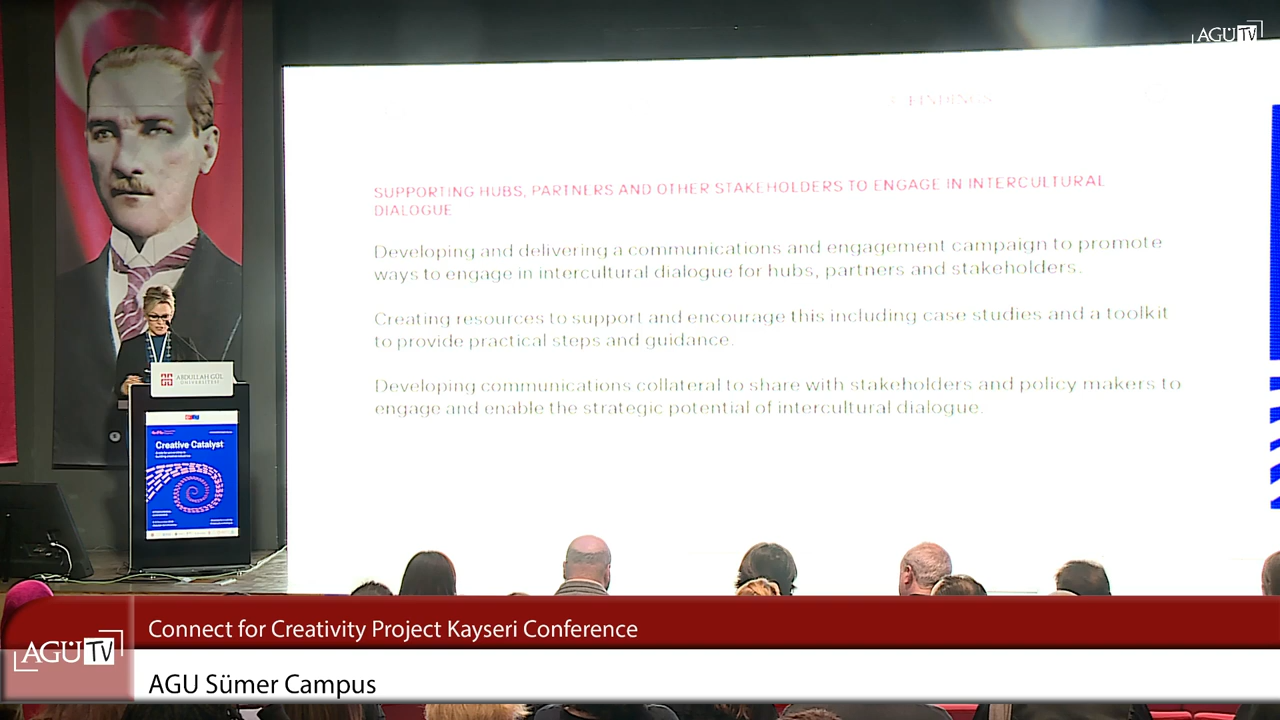 AGÜ TV
FINDINGS
SUPPORTING HUBS, PARTNERS AND OTHER STAKEHOLDERS TO ENGAGE IN INTERCULTURAL
DIALOGUE
Developing and delivering a communications and engagement campaign to promote
ways to engage in intercultural dialogue for hubs, partners and stakeholders.
Creating resources to support and encourage this including case studies and a toolkit
to provide practical steps and guidance.
Developing communications collateral to share with stakeholders and policy makers to
engage and enable the strategic potential of intercultural dialogue.
ABDULLAH GÜL
ÜNİVERSİTESİ
Creative Catalyst
Connect for Creativity Project Kayseri Conference
AGÜ TV
AGU Sümer Campus